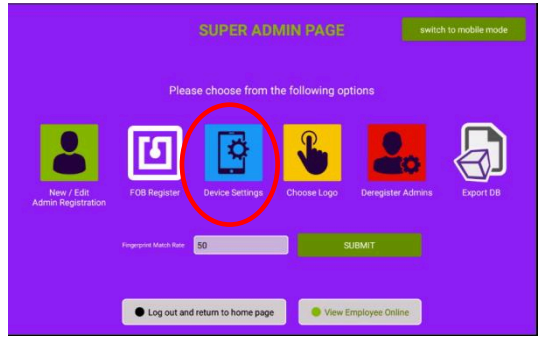 SUPER ADMIN PAGE
switch to mobile mode
Please choose from the following options
New / Edit
Admin Registration
FOB Register
Device Settings
Choose Logo
Deregister Admins
Export DB
Fingerprint Match Rate
50
SUBMIT
Log out and return to home page
View Employee Online